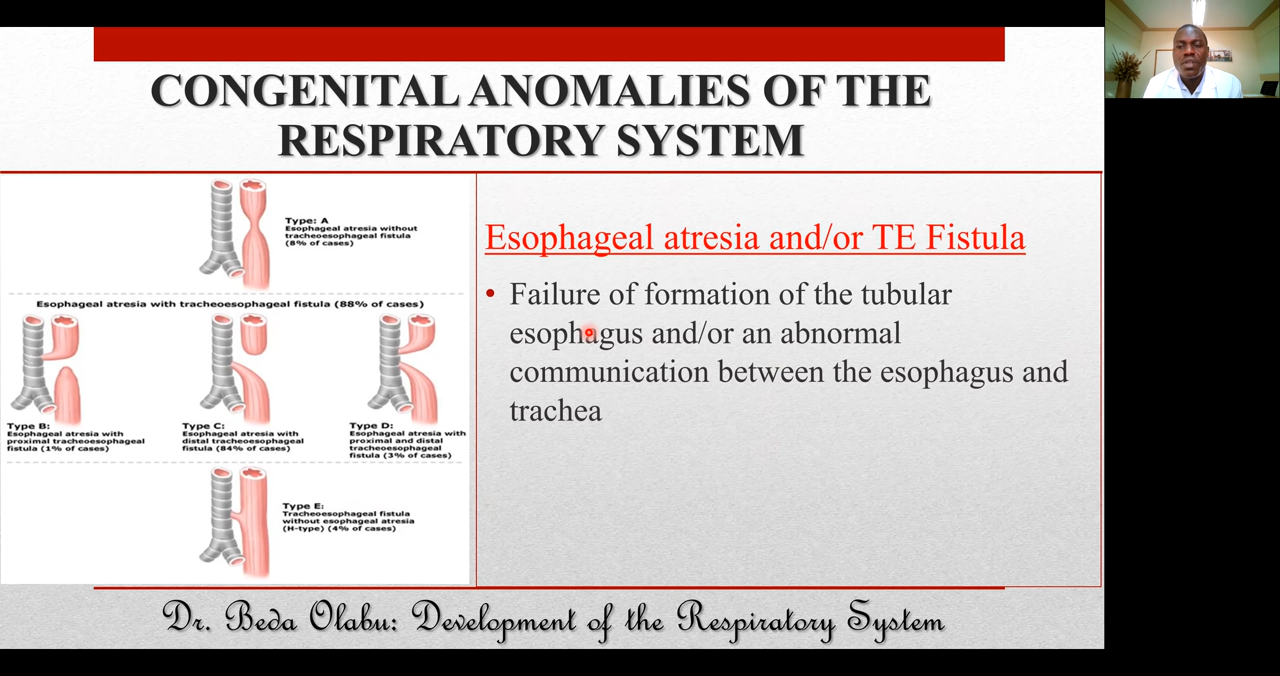 CONGENITAL ANOMALIES OF THE
RESPIRATORY SYSTEM
Type: A
Esophageal atresia without
tracheoesophageal fistula
(8% of cases)
Esophageal atresia with tracheoesophageal fistula (88% of cases)
Type B:
Esophageal atresia with
proximal tracheoesophageal
fistula (1% of cases)
Type C:
Esophageal atresia with
distal tracheoesophageal
fistula (84% of cases)
Type D:
Esophageal atresia with
proximal and distal
tracheoesophageal
fistula (3% of cases)
Type E:
Tracheoesophageal fistula
without esophageal atresia
(H-type) (4% of cases)
Esophageal atresia and/or TE Fistula
• Failure of formation of the tubular
esophagus and/or an abnormal
communication between the esophagus and
trachea
Dr. Beda Olabu: Development of the Respiratory System